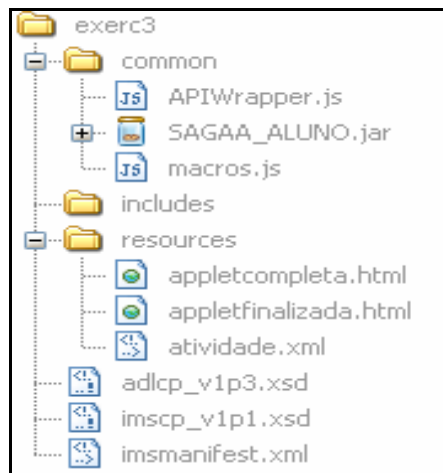 exerc3
common
APIWrapper.js
SAGAA_ALUNO.jar
macros.js
includes
resources
appletcompleta.html
appletfinalizada.html
atividade.xml
adlcp_v1p3.xsd
imscp_v1p1.xsd
imsmanifest.xml